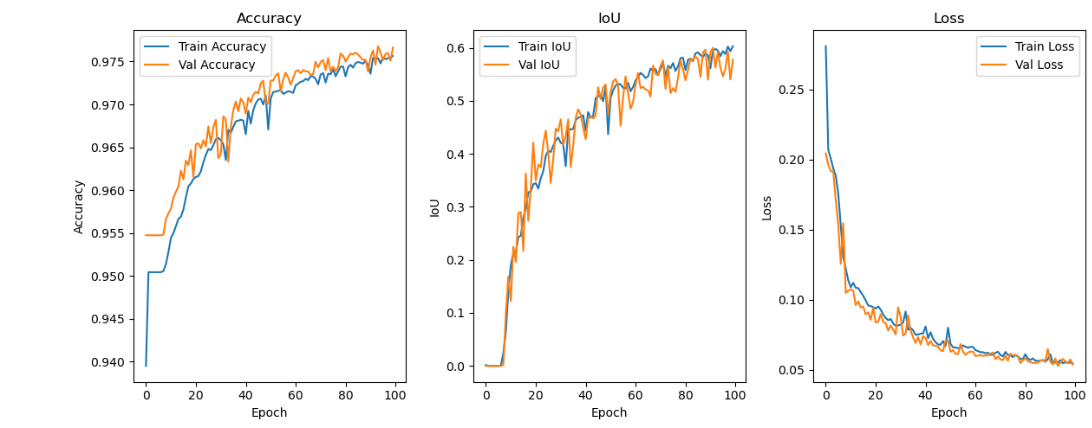 Accuracy
Train Accuracy
Val Accuracy
0.975
0.970
0.965
0.960
0.955
0.950
0.945
0.940
Accuracy
0 20 40 60 80 100
Epoch
IoU
Train IoU
Val IoU
0.6
0.5
0.4
0.3
0.2
0.1
0.0
IoU
0 20 40 60 80 100
Epoch
Loss
Train Loss
Val Loss
0.25
0.20
0.15
0.10
0.05
Loss
0 20 40 60 80 100
Epoch